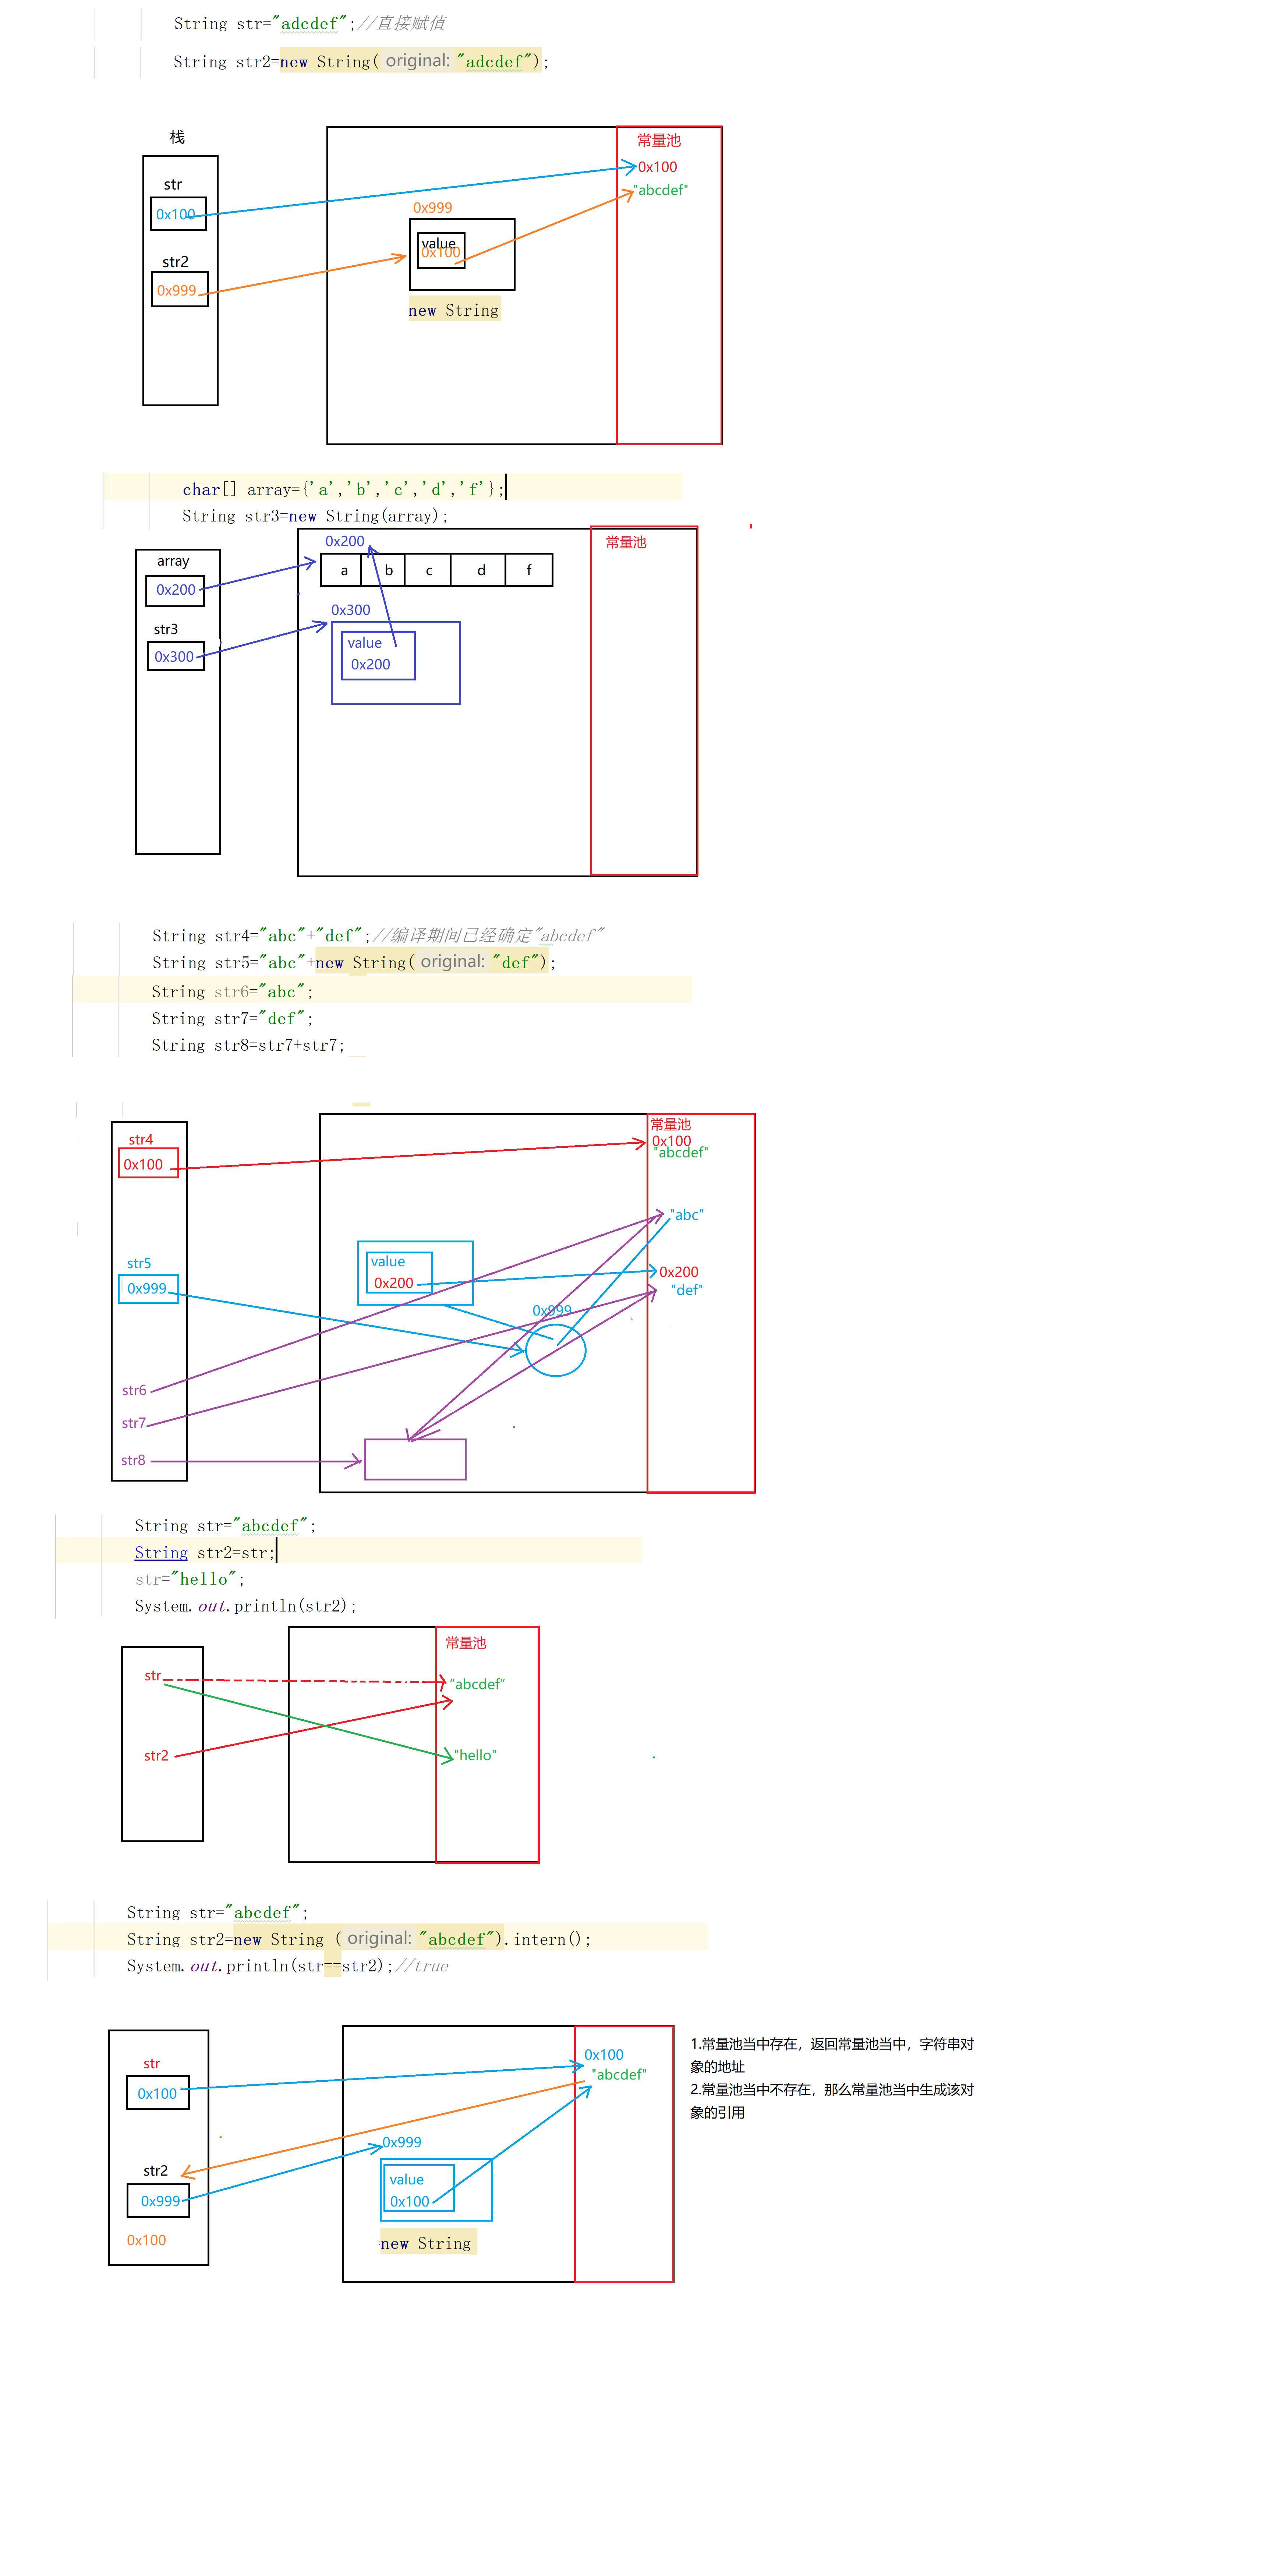 String str="adcdef";//直接赋值
String str2=new String( original: "adcdef");
栈
常量池
str
0x100
0x100
"abcdef"
0x999
value
0x100
str2
0x999
new String
char[] array={'a','b','c','d','f'};
String str3=new String(array);
array
0x200
常量池
0x200
a b c d f
str3
0x300
0x300
value
0x200
String str4="abc"+"def";//编译期间已经确定"abcdef"
String str5="abc"+new String( original: "def");
String str6="abc";
String str7="def";
String str8=str7+str7;
常量池
str4
0x100
0x100
"abcdef"
"abc"
str5
0x999
value
0x200
0x200
"def"
0x999
str6
str7
str8
String str="abcdef";
String str2=str;
str="hello";
System.out.println(str2);
常量池
str
"abcdef"
str2
"hello"
String str="abcdef";
String str2=new String ( original: "abcdef").intern();
System.out.println(str==str2);//true
str
0x100
0x100
"abcdef"
1.常量池当中存在，返回常量池当中，字符串对
象的地址
2.常量池当中不存在，那么常量池当中生成该对
象的引用
0x999
str2
0x999
value
0x100
0x100
new String